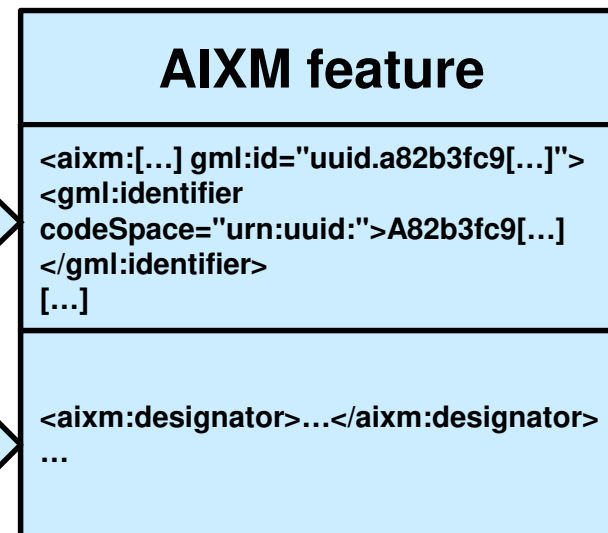 AIXM feature
<aixm:[…] gml:id="uuid.a82b3fc9[…]">
<gml:identifier
codeSpace="urn:uuid:">A82b3fc9[…]
</gml:identifier>
[…]
<aixm:designator>…</aixm:designator>
…